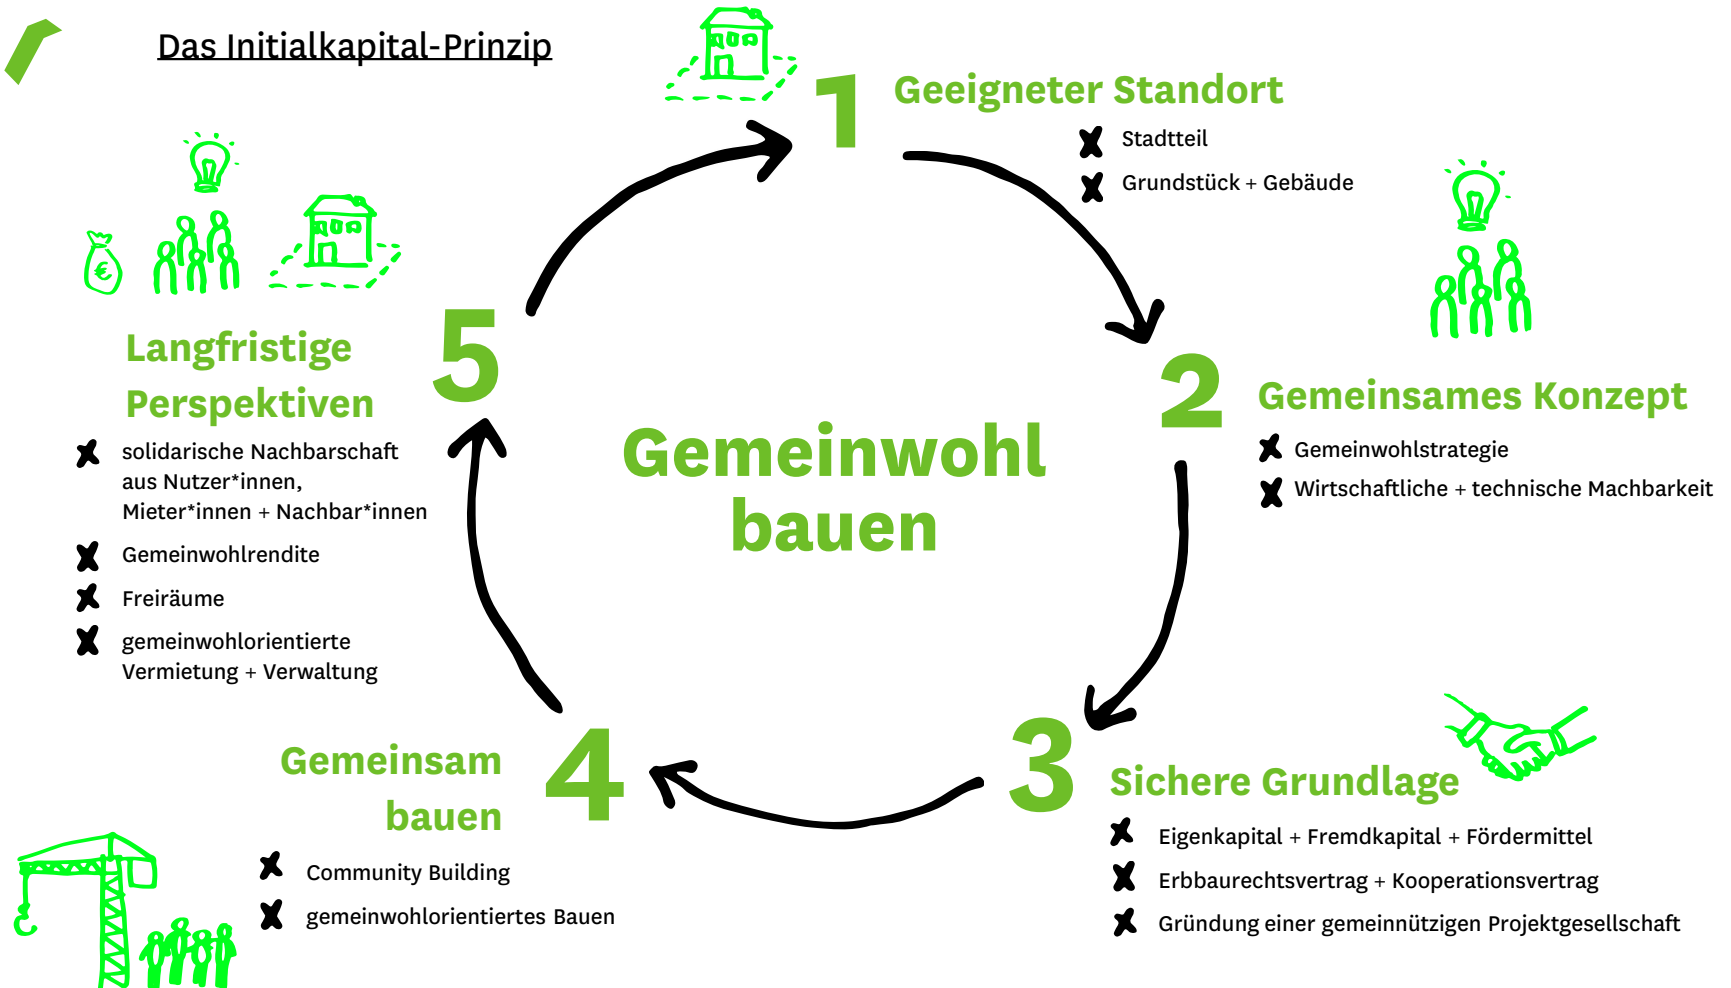 Das Initialkapital-Prinzip
1
Geeigneter Standort
Stadtteil
Grundstück + Gebäude
2
Gemeinsames Konzept
Gemeinwohlstrategie
Wirtschaftliche + technische Machbarkeit
3
Sichere Grundlage
Eigenkapital + Fremdkapital + Fördermittel
Erbbaurechtsvertrag + Kooperationsvertrag
Gründung einer gemeinnützigen Projektgesellschaft
4
Gemeinsam
bauen
Community Building
gemeinwohlorientiertes Bauen
5
€
Langfristige
Perspektiven
solidarische Nachbarschaft
aus Nutzer*innen,
Mieter*innen + Nachbar*innen
Gemeinwohlrendite
Freiräume
gemeinwohlorientierte
Vermietung + Verwaltung
Gemeinwohl
bauen